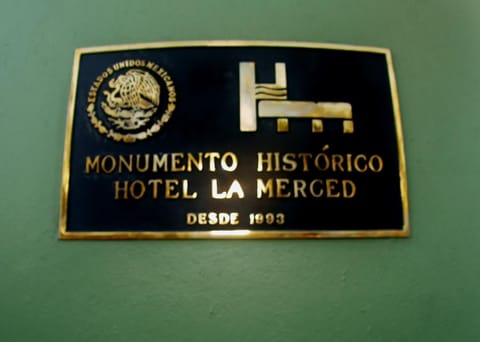 ESTADOS UNIDOS MEXICANOS
MONUMENTO HISTÓRICO
HOTEL LA MERCED
DESDE 1993